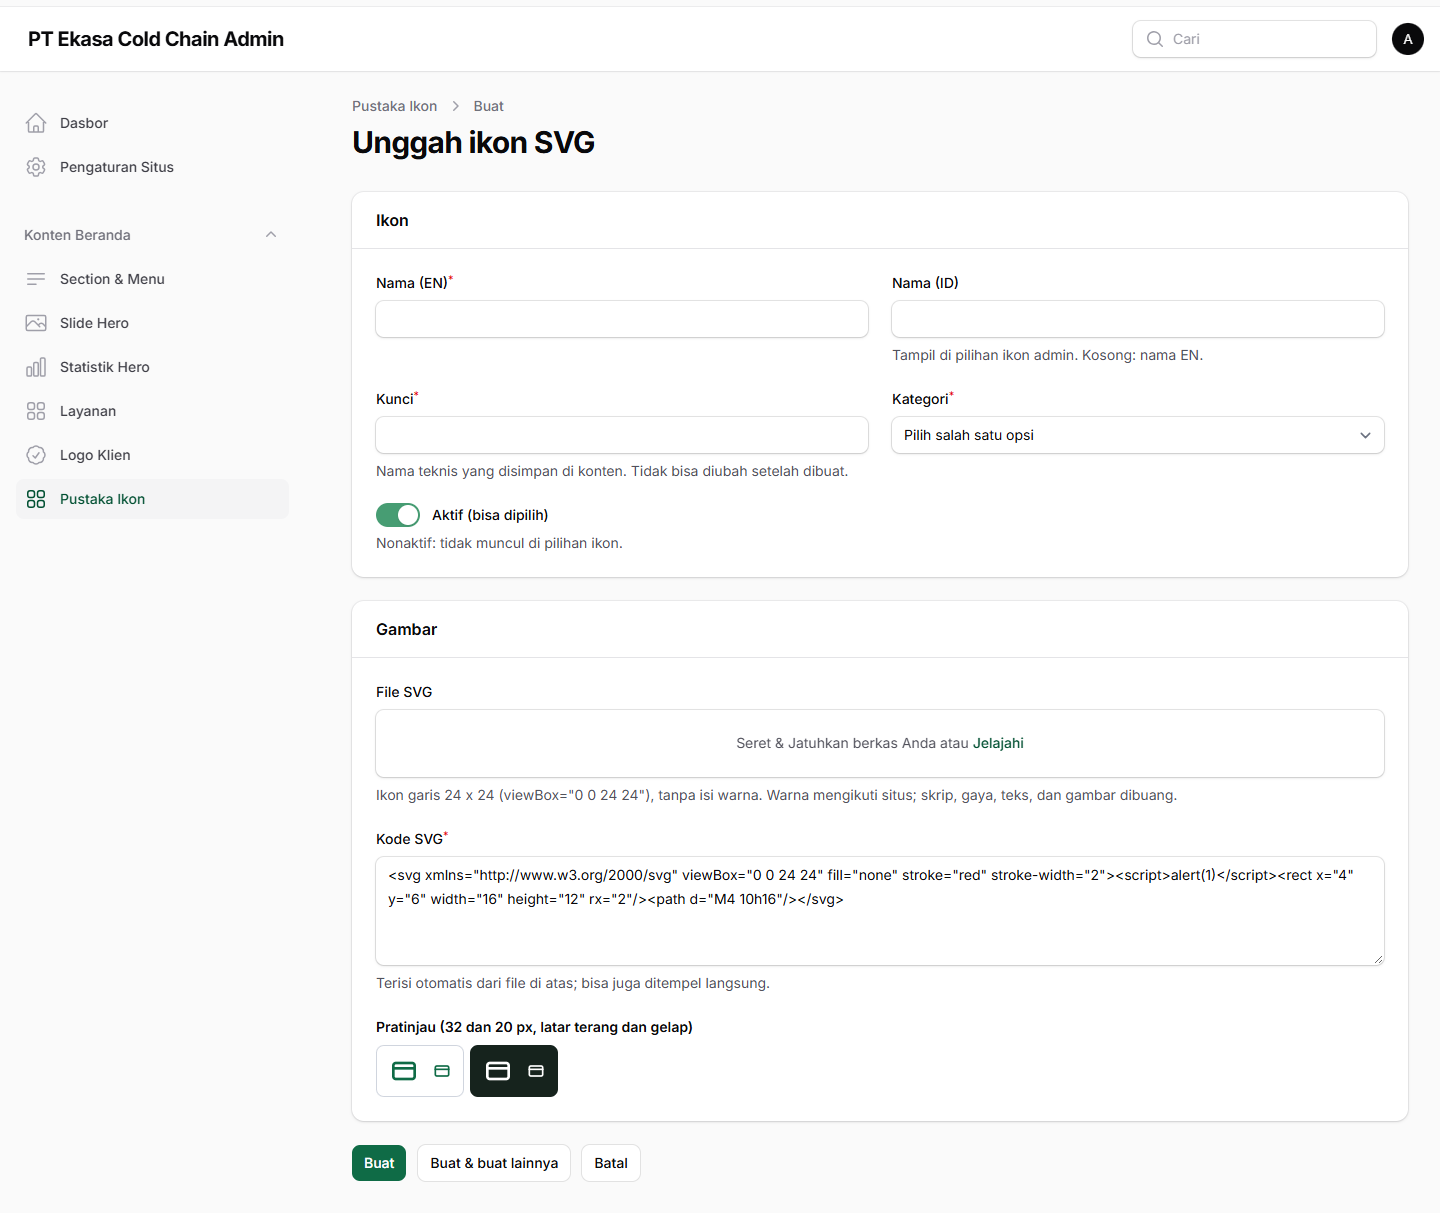 PT Ekasa Cold Chain Admin
Cari
A
Dasbor
Pengaturan Situs
Konten Beranda
Section & Menu
Slide Hero
Statistik Hero
Layanan
Logo Klien
Pustaka Ikon
Pustaka Ikon > Buat
Unggah ikon SVG
Ikon
Nama (EN)*
Nama (ID)
Tampil di pilihan ikon admin. Kosong: nama EN.
Kunci*
Kategori*
Pilih salah satu opsi
Nama teknis yang disimpan di konten. Tidak bisa diubah setelah dibuat.
Aktif (bisa dipilih)
Nonaktif: tidak muncul di pilihan ikon.
Gambar
File SVG
Seret & Jatuhkan berkas Anda atau Jelajahi
Ikon garis 24 x 24 (viewBox="0 0 24 24"), tanpa isi warna. Warna mengikuti situs; skrip, gaya, teks, dan gambar dibuang.
Kode SVG*
<svg xmlns="http://www.w3.org/2000/svg" viewBox="0 0 24 24" fill="none" stroke="red" stroke-width="2"><script>alert(1)</script><rect x="4"
y="6" width="16" height="12" rx="2"/><path d="M4 10h16"/></svg>
Terisi otomatis dari file di atas; bisa juga ditempel langsung.
Pratinjau (32 dan 20 px, latar terang dan gelap)
Buat
Buat & buat lainnya
Batal